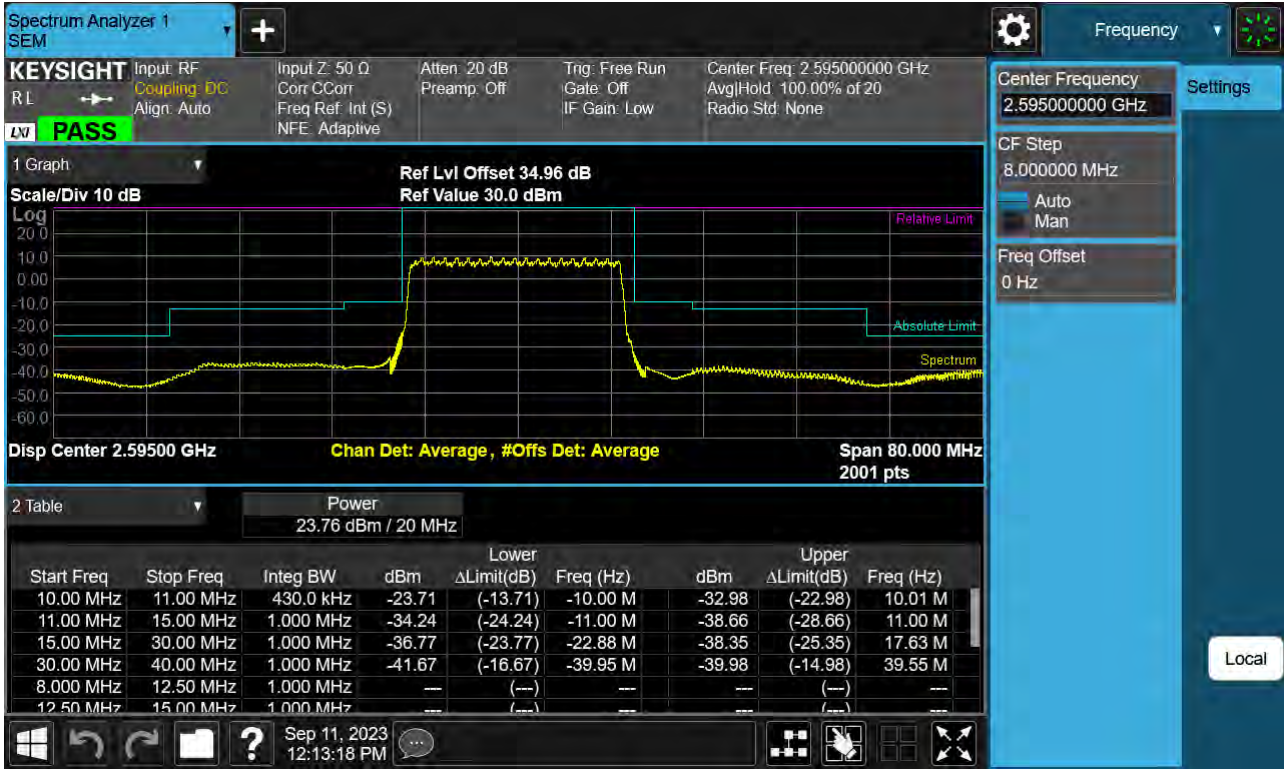 Spectrum Analyzer 1
SEM
Frequency
KEYSIGHT
RL
LXI
PASS
Input: RF
Coupling: DC
Align: Auto
Input Z: 50 Ω
Corr CCorr
Freq Ref: Int (S)
NFE: Adaptive
Atten: 20 dB
Preamp: Off
Trig: Free Run
Gate: Off
IF Gain: Low
Center Freq: 2.595000000 GHz
Avg|Hold: 100.00% of 20
Radio Std: None
Center Frequency
2.595000000 GHz
Settings
CF Step
8.000000 MHz
Auto
Man
Freq Offset
0 Hz
Local
1 Graph
Ref Lvl Offset 34.96 dB
Scale/Div 10 dB
Ref Value 30.0 dBm
Log
20.0
10.0
0.00
-10.0
-20.0
-30.0
-40.0
-50.0
-60.0
Relative Limit
Absolute Limit
Spectrum
Disp Center 2.59500 GHz
Chan Det: Average , #Offs Det: Average
Span 80.000 MHz
2001 pts
2 Table
Power
23.76 dBm / 20 MHz
Lower Upper
Start Freq Stop Freq Integ BW dBm ΔLimit(dB) Freq (Hz) dBm ΔLimit(dB) Freq (Hz)
10.00 MHz 11.00 MHz 430.0 kHz -23.71 (-13.71) -10.00 M -32.98 (-22.98) 10.01 M
11.00 MHz 15.00 MHz 1.000 MHz -34.24 (-24.24) -11.00 M -38.66 (-28.66) 11.00 M
15.00 MHz 30.00 MHz 1.000 MHz -36.77 (-23.77) -22.88 M -38.35 (-25.35) 17.63 M
30.00 MHz 40.00 MHz 1.000 MHz -41.67 (-16.67) -39.95 M -39.98 (-14.98) 39.55 M
8.000 MHz 12.50 MHz 1.000 MHz --- (---) --- --- (---) ---
12.50 MHz 15.00 MHz 1.000 MHz --- (---) --- --- (---) ---
Sep 11, 2023
12:13:18 PM